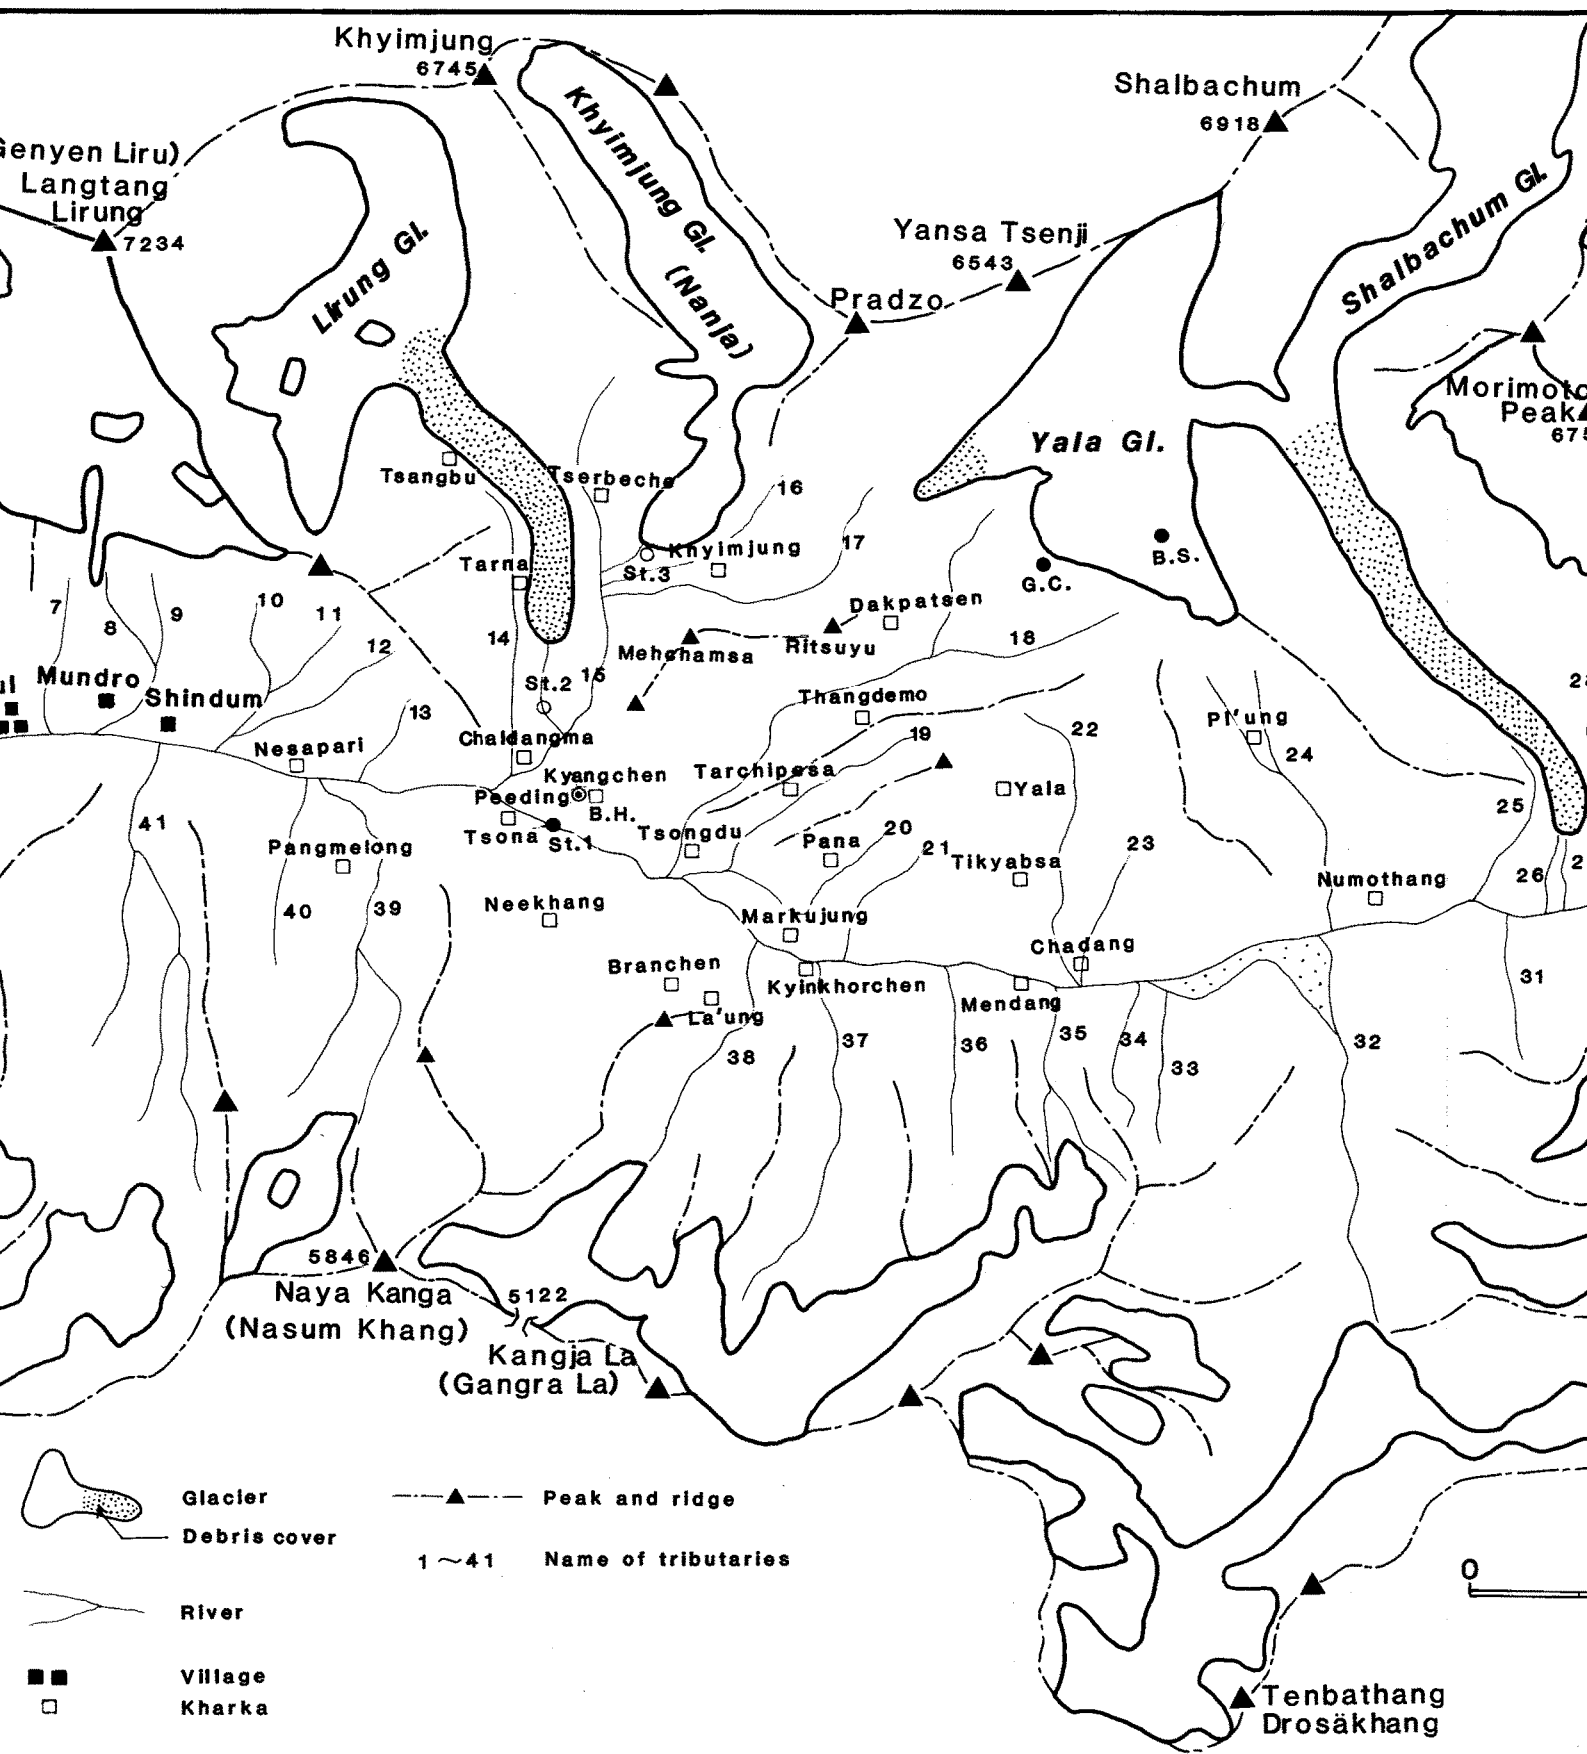 Khyimjung
6745
Khyimjung Gl.
(Nanja)
Shalbachum
6918
Shalbachum Gl.
Genyen Liru)
Langtang
Lirung
7234
Lirung Gl.
Yansa Tsenji
6543
Pradzo
Morimoto
Peak
675
Yala Gl.
Tsangbu
Tserbeche
16
17
Khyimjung
St.3
Tarna
B.S.
G.C.
Dakpatsen
7
8
9
10
11
12
14
18
Mehchamsa
Ritsuyu
Mundro
Shindum
St.2
15
Thangdemo
13
19
22
Pl'ung
24
Nesapari
Chaldangma
Kyangchen
Tarchipesa
Yala
Peeding
B.H.
25
41
Tsona
St.1
Tsongdu
Pana
20
21
23
Pangmelong
Tikyabsa
26
2
Numothang
40
39
Neekhang
Markujung
Chadang
Branchen
Kyinkhorchen
Mendang
31
La'ung
38
37
36
35
34
33
32
5846
Naya Kanga
(Nasum Khang)
5122
Kangja La
(Gangra La)
Glacier
Debris cover
Peak and ridge
1~41
Name of tributaries
River
0
Village
Kharka
Tenbathang
Drosäkhang